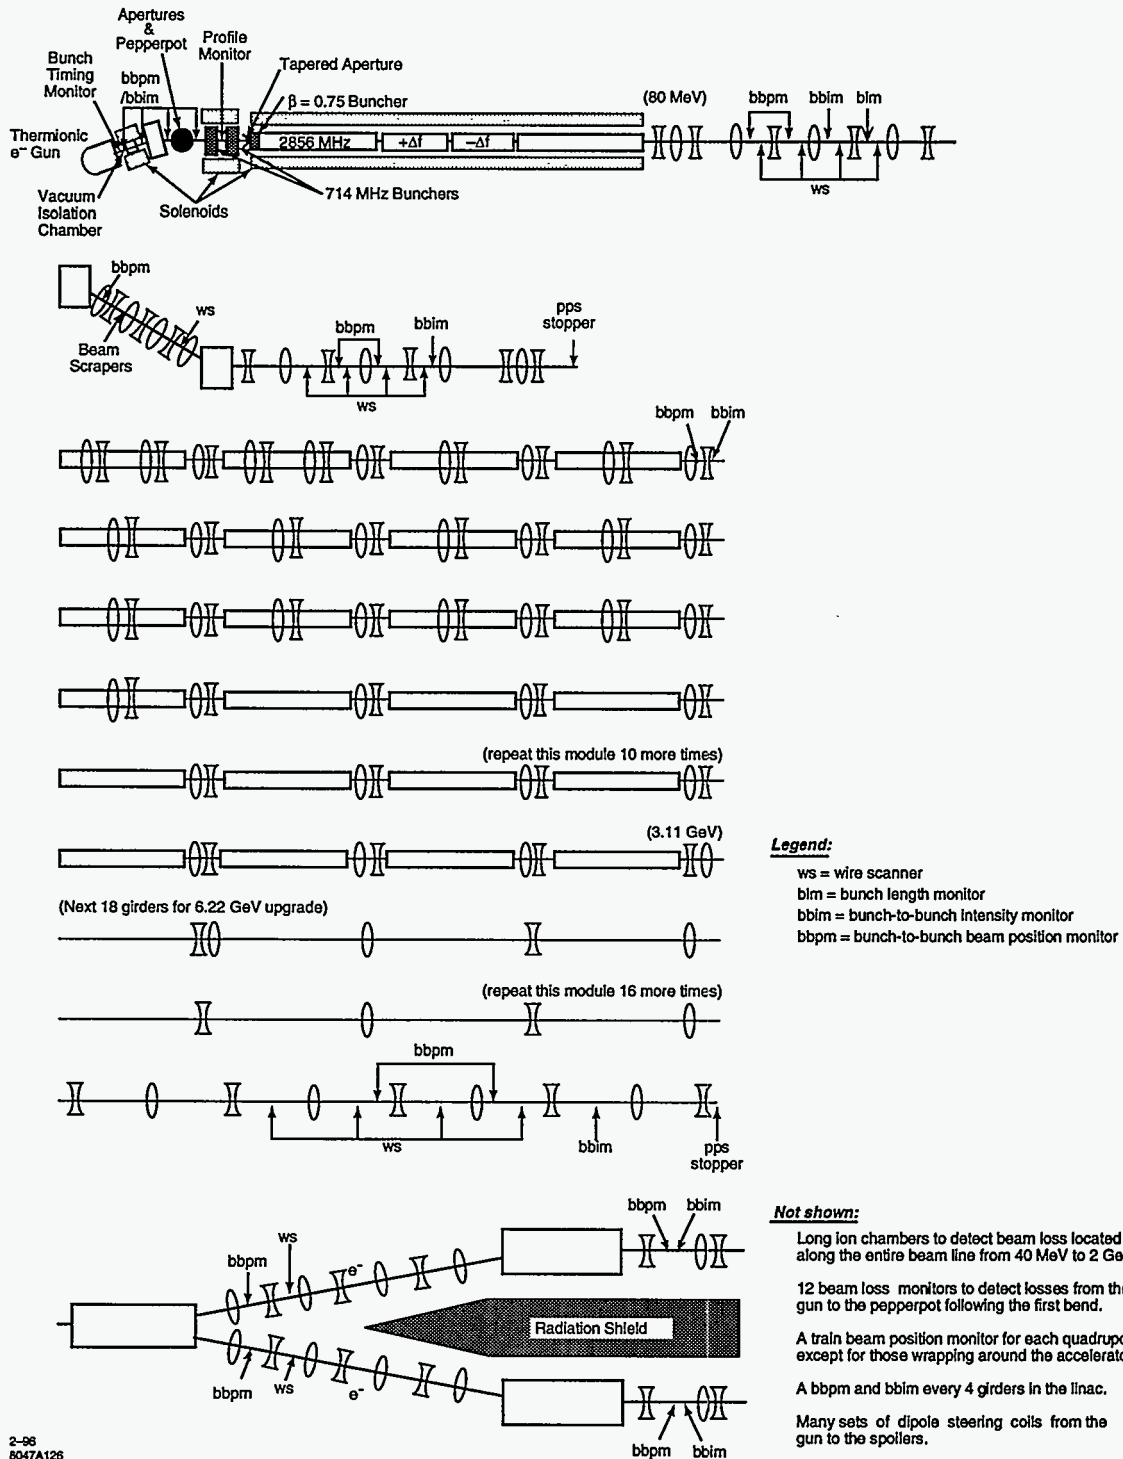 Apertures
&
Pepperpot
Profile
Monitor
Bunch
Timing
Monitor
bbpm
/bbim
Tapered Aperture
β = 0.75 Buncher
(80 MeV)
bbpm
bbim
blm
Thermionic
e⁻ Gun
2856 MHz
+Δf
−Δf
ws
714 MHz Bunchers
Solenoids
Vacuum
Isolation
Chamber
bbpm
ws
Beam
Scrapers
bbpm
bbim
pps
stopper
ws
bbpm
bbim
(repeat this module 10 more times)
(3.11 GeV)
Legend:
ws = wire scanner
blm = bunch length monitor
bbim = bunch-to-bunch intensity monitor
bbpm = bunch-to-bunch beam position monitor
(Next 18 girders for 6.22 GeV upgrade)
(repeat this module 16 more times)
bbpm
ws
bbim
pps
stopper
bbpm
bbim
ws
bbpm
e⁻
Radiation Shield
bbpm
ws
e⁻
bbpm
bbim
Not shown:
Long ion chambers to detect beam loss located
along the entire beam line from 40 MeV to 2 Ge
12 beam loss monitors to detect losses from the
gun to the pepperpot following the first bend.
A train beam position monitor for each quadrupo
except for those wrapping around the accelerato
A bbpm and bbim every 4 girders in the linac.
Many sets of dipole steering coils from the
gun to the spoilers.
2–96
8047A126